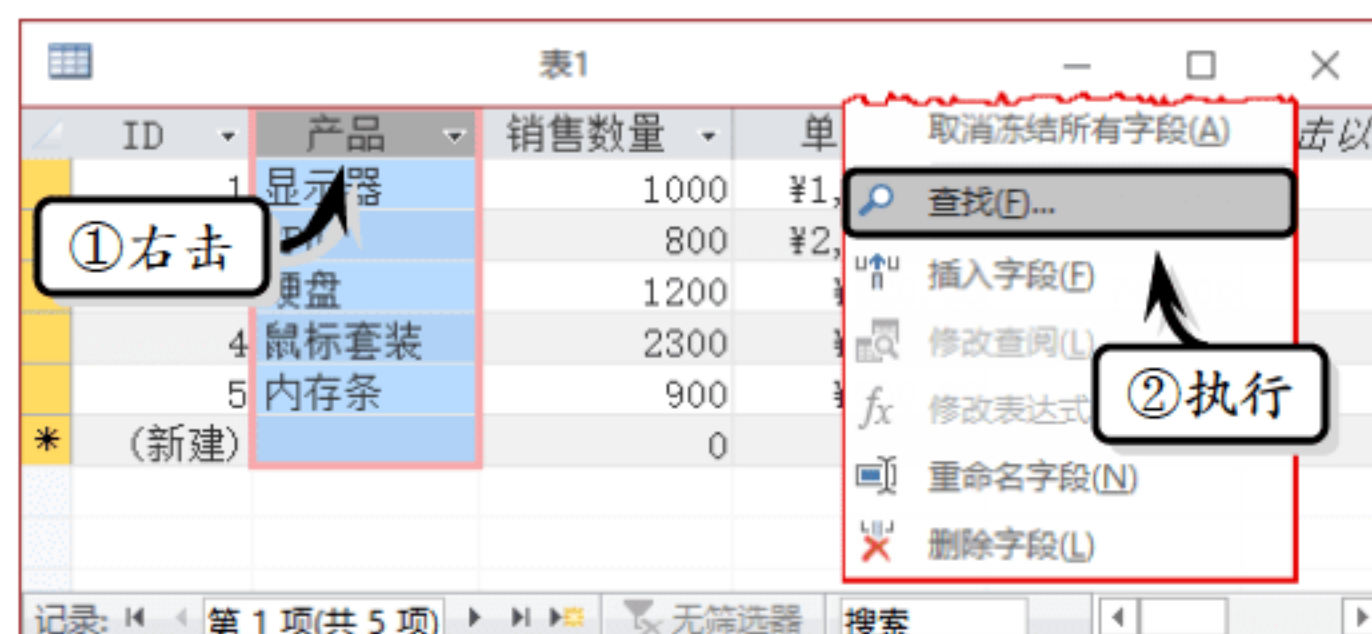 表1
ID 产品 销售数量 单 击以
1 显示器 1000 ¥1,
800 ¥2,
硬盘 1200
4 鼠标套装 2300
5 内存条 900
(新建) 0
①右击
取消冻结所有字段(A)
查找(F)...
插入字段(F)
修改查阅(L)
修改表达式
重命名字段(N)
删除字段(L)
②执行
记录: 第 1 项(共 5 项) 无筛选器 搜索